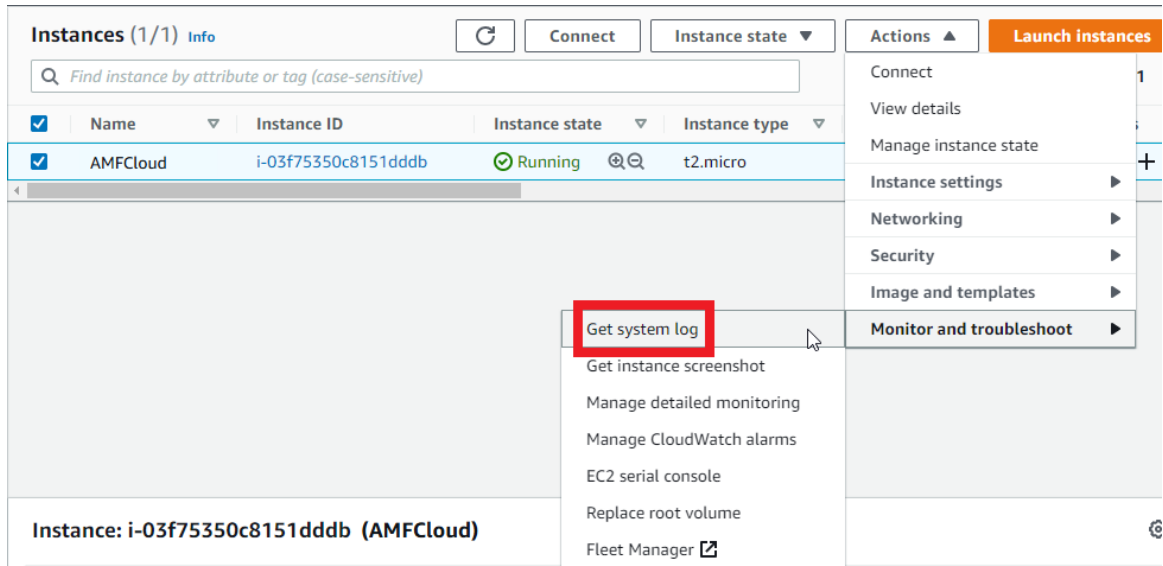 Instances (1/1) Info
Connect
Instance state
Actions
Launch instances
Find instance by attribute or tag (case-sensitive)
1
Name
Instance ID
Instance state
Instance type
AMFCloud
i-03f75350c8151dddb
Running
t2.micro
Connect
View details
Manage instance state
Instance settings
Networking
Security
Image and templates
Monitor and troubleshoot
Get system log
Get instance screenshot
Manage detailed monitoring
Manage CloudWatch alarms
EC2 serial console
Replace root volume
Fleet Manager
Instance: i-03f75350c8151dddb (AMFCloud)